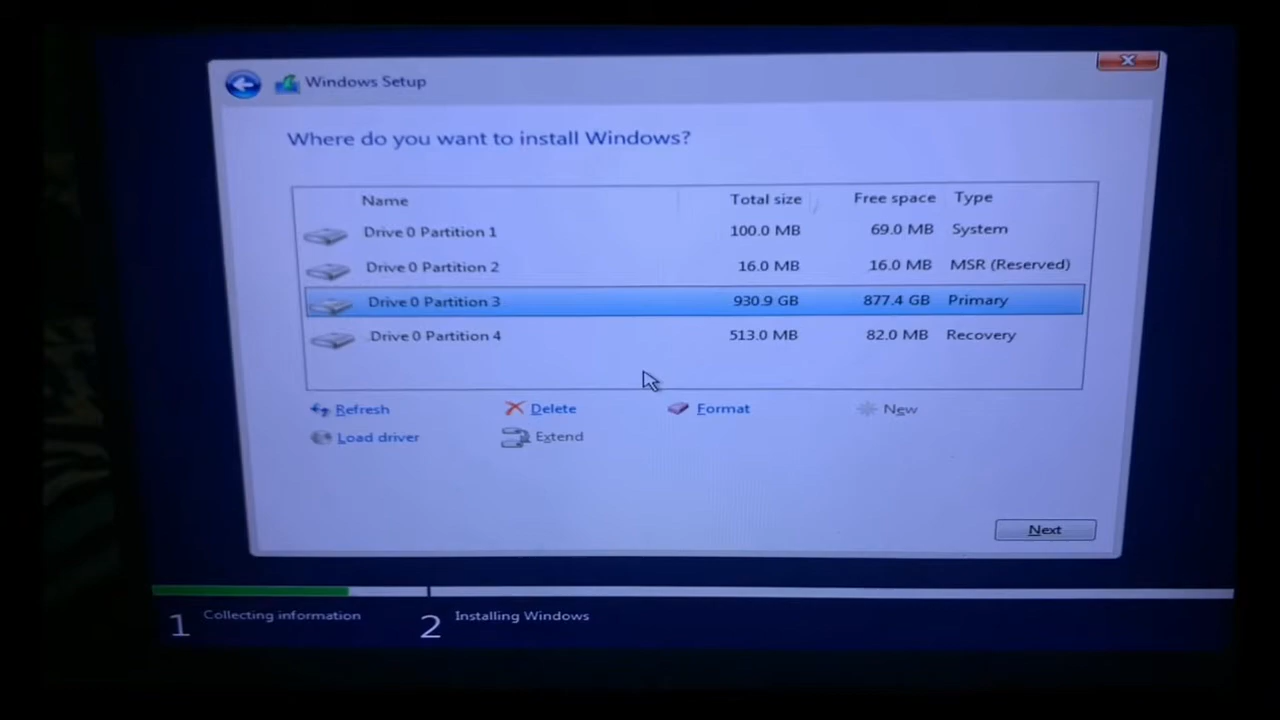 Windows Setup
Where do you want to install Windows?
Name Total size Free space Type
Drive 0 Partition 1 100.0 MB 69.0 MB System
Drive 0 Partition 2 16.0 MB 16.0 MB MSR (Reserved)
Drive 0 Partition 3 930.9 GB 877.4 GB Primary
Drive 0 Partition 4 513.0 MB 82.0 MB Recovery
Refresh Delete Format New
Load driver Extend
Next
1 Collecting information 2 Installing Windows